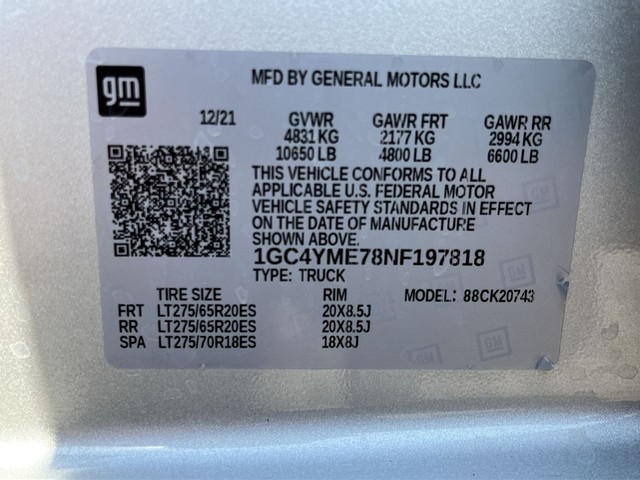 gm
MFD BY GENERAL MOTORS LLC
12/21 GVWR GAWR FRT GAWR RR
4831 KG 2177 KG 2994 KG
10650 LB 4800 LB 6600 LB
THIS VEHICLE CONFORMS TO ALL
APPLICABLE U.S. FEDERAL MOTOR
VEHICLE SAFETY STANDARDS IN EFFECT
ON THE DATE OF MANUFACTURE
SHOWN ABOVE.
1GC4YME78NF197818
TYPE: TRUCK
TIRE SIZE RIM MODEL: 88CK20743
FRT LT275/65R20ES 20X8.5J
RR LT275/65R20ES 20X8.5J
SPA LT275/70R18ES 18X8J